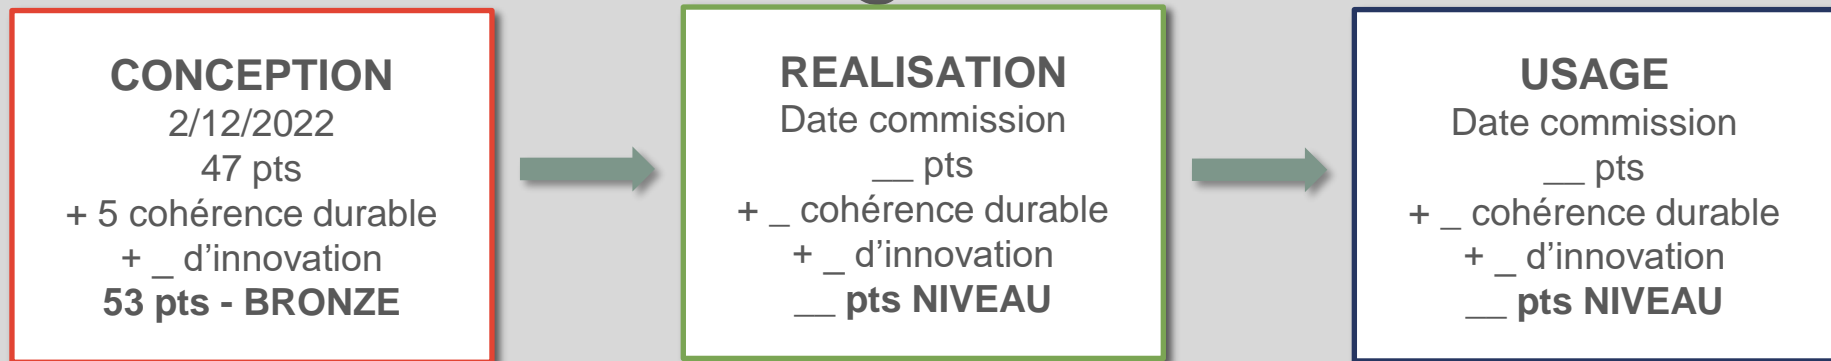 CONCEPTION
2/12/2022
47 pts
+ 5 cohérence durable
+ _ d’innovation
53 pts - BRONZE
REALISATION
Date commission
__ pts
+ _ cohérence durable
+ _ d’innovation
__ pts NIVEAU
USAGE
Date commission
__ pts
+ _ cohérence durable
+ _ d’innovation
__ pts NIVEAU